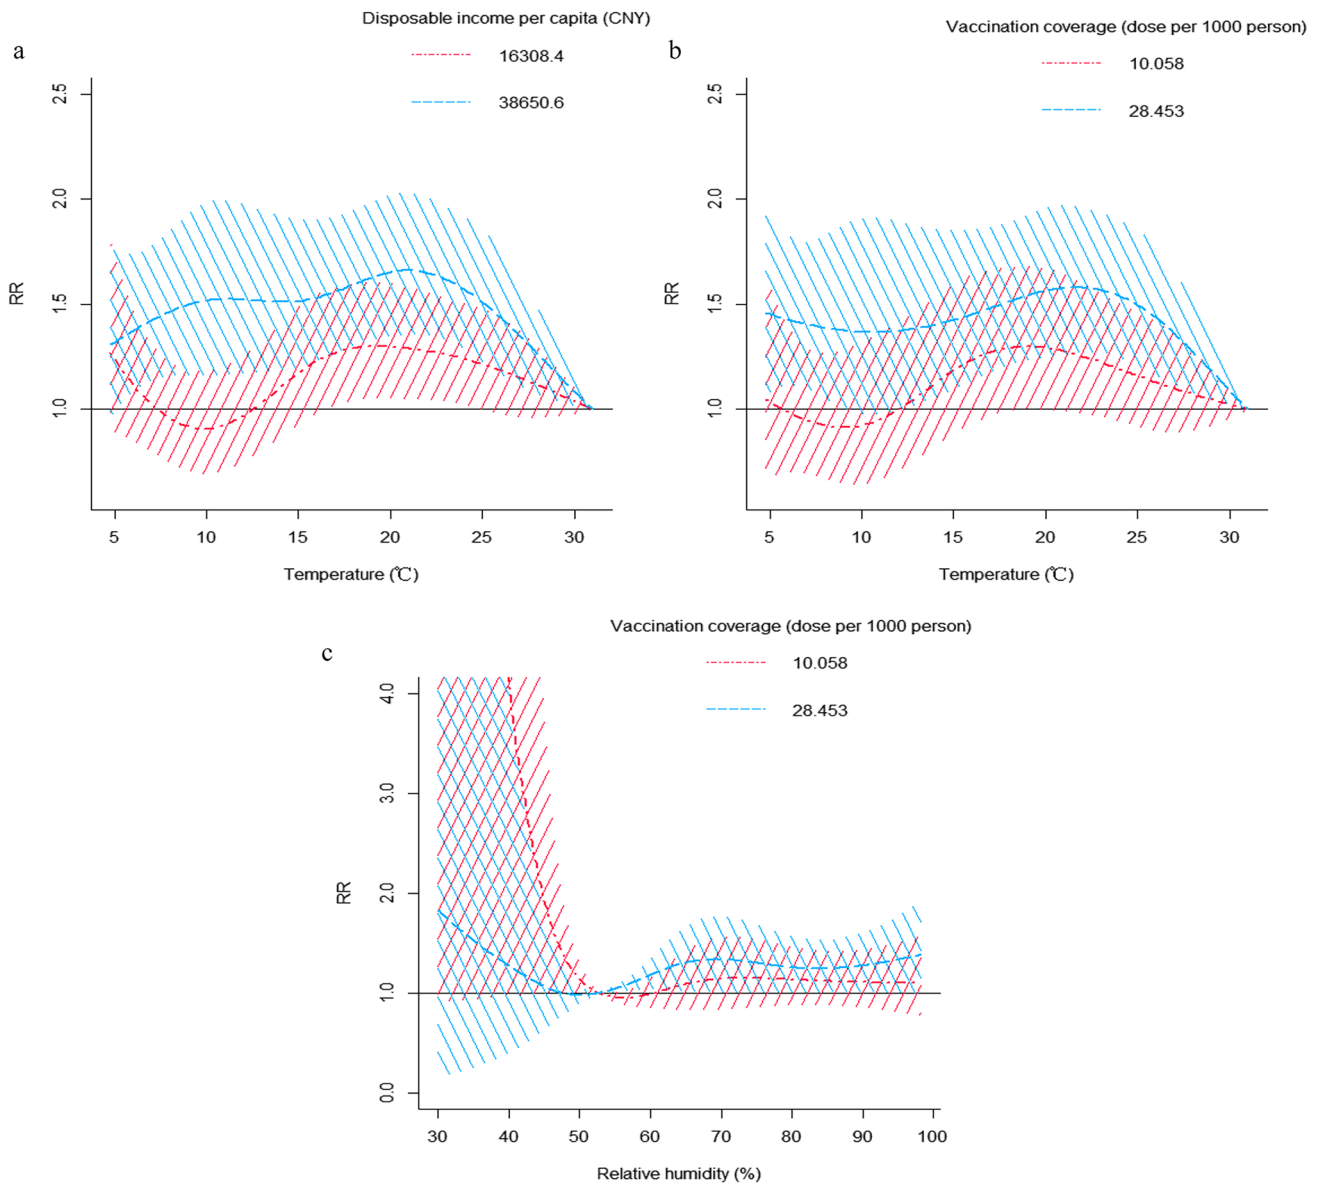 Disposable income per capita (CNY)
a
16308.4
38650.6
2.5
2.0
1.5
1.0
RR
5 10 15 20 25 30
Temperature (℃)
Vaccination coverage (dose per 1000 person)
b
10.058
28.453
2.5
2.0
1.5
1.0
RR
5 10 15 20 25 30
Temperature (℃)
Vaccination coverage (dose per 1000 person)
c
10.058
28.453
4.0
3.0
2.0
1.0
0.0
RR
30 40 50 60 70 80 90 100
Relative humidity (%)